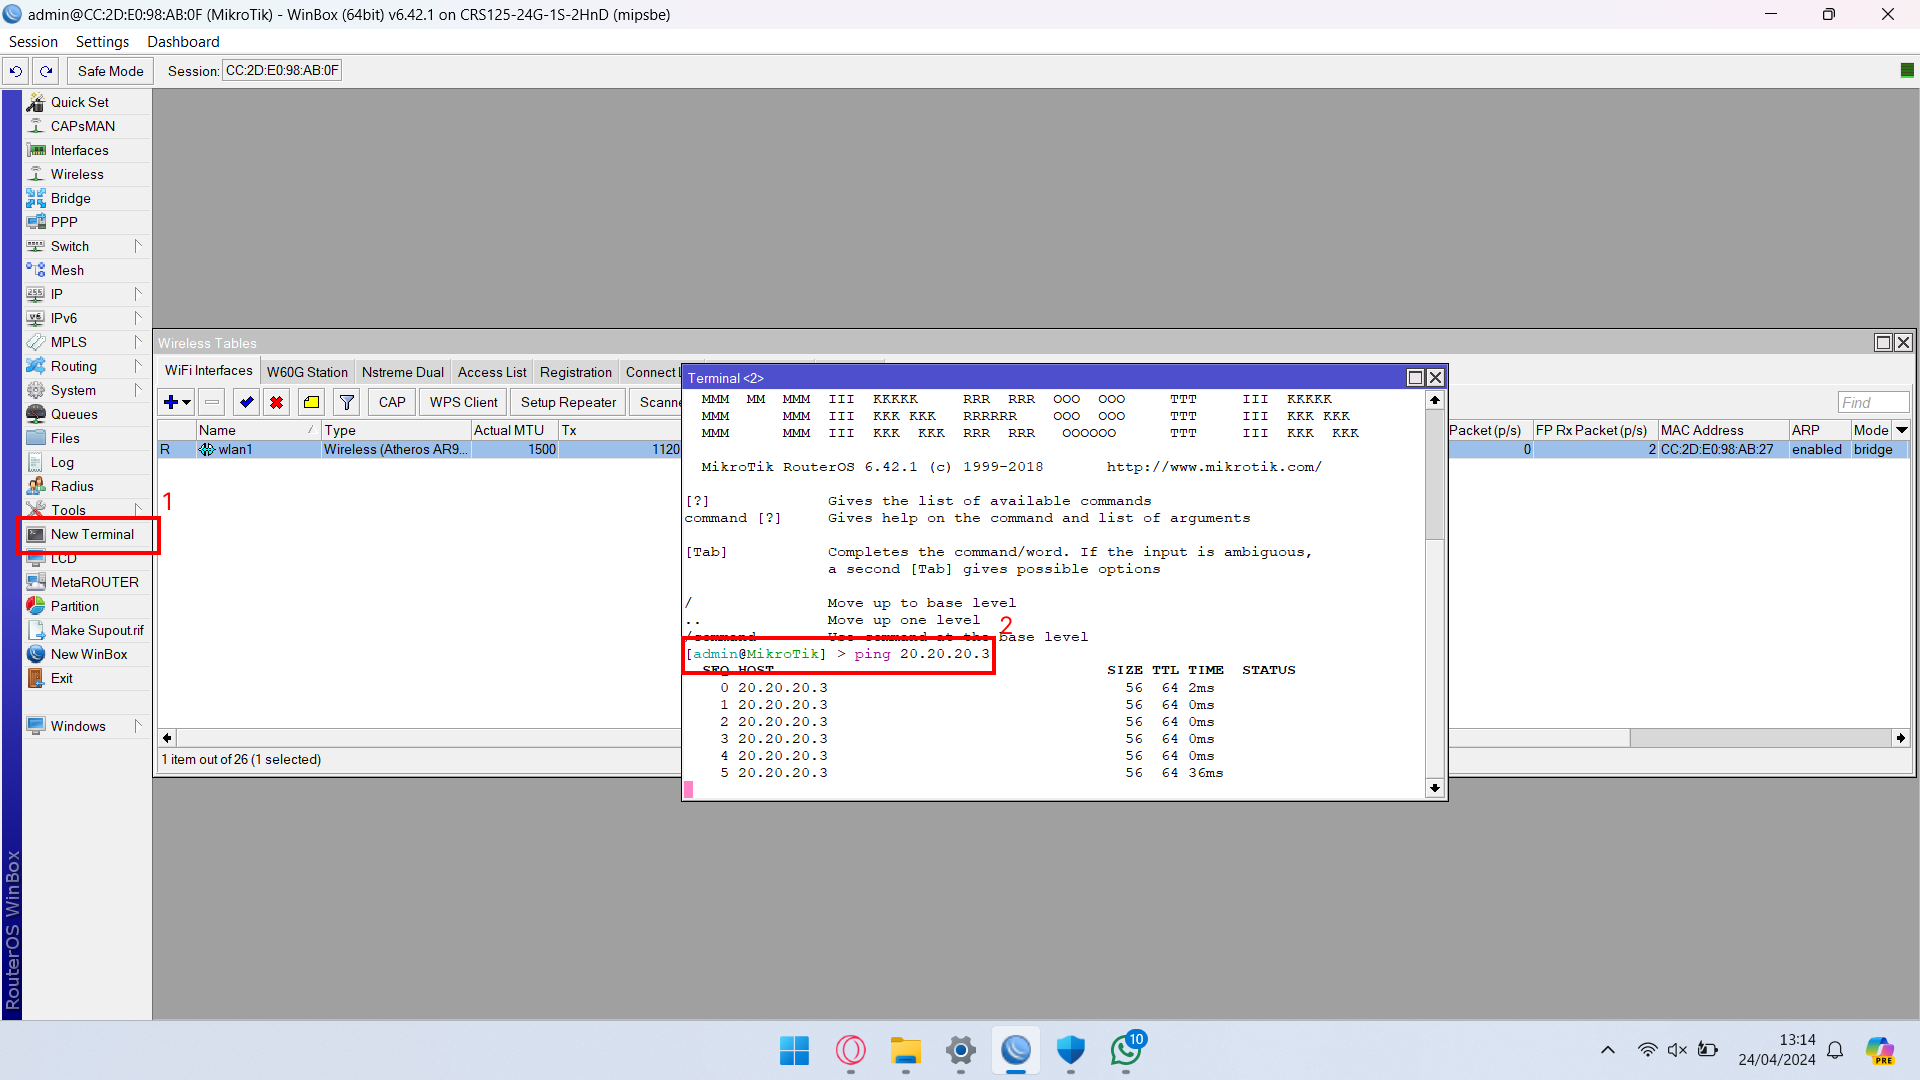 admin@CC:2D:E0:98:AB:0F (MikroTik) - WinBox (64bit) v6.42.1 on CRS125-24G-1S-2HnD (mipsbe)
Session Settings Dashboard
Safe Mode Session: CC:2D:E0:98:AB:0F
Quick Set
CAPsMAN
Interfaces
Wireless
Bridge
PPP
Switch
Mesh
IP
IPv6
MPLS
Routing
System
Queues
Files
Log
Radius
Tools
New Terminal
LCD
MetaROUTER
Partition
Make Supout.rif
New WinBox
Exit
Windows
RouterOS WinBox
1
Wireless Tables
WiFi Interfaces W60G Station Nstreme Dual Access List Registration Connect L
CAP WPS Client Setup Repeater Scanne
Find
Name Type Actual MTU Tx Packet (p/s) FP Rx Packet (p/s) MAC Address ARP Mode
R wlan1 Wireless (Atheros AR9... 1500 1120 0 2 CC:2D:E0:98:AB:27 enabled bridge
1 item out of 26 (1 selected)
Terminal <2>
MMM MM MMM III KKKKK RRR RRR OOO OOO TTT III KKKKK
MMM MMM III KKK KKK RRRRRR OOO OOO TTT III KKK KKK
MMM MMM III KKK KKK RRR RRR OOOOOO TTT III KKK KKK
MikroTik RouterOS 6.42.1 (c) 1999-2018 http://www.mikrotik.com/
[?] Gives the list of available commands
command [?] Gives help on the command and list of arguments
[Tab] Completes the command/word. If the input is ambiguous,
a second [Tab] gives possible options
/ Move up to base level
.. Move up one level
2
/command Use command at the base level
[admin@MikroTik] > ping 20.20.20.3
SEQ HOST SIZE TTL TIME STATUS
0 20.20.20.3 56 64 2ms
1 20.20.20.3 56 64 0ms
2 20.20.20.3 56 64 0ms
3 20.20.20.3 56 64 0ms
4 20.20.20.3 56 64 0ms
5 20.20.20.3 56 64 36ms
10
13:14
24/04/2024
PRE